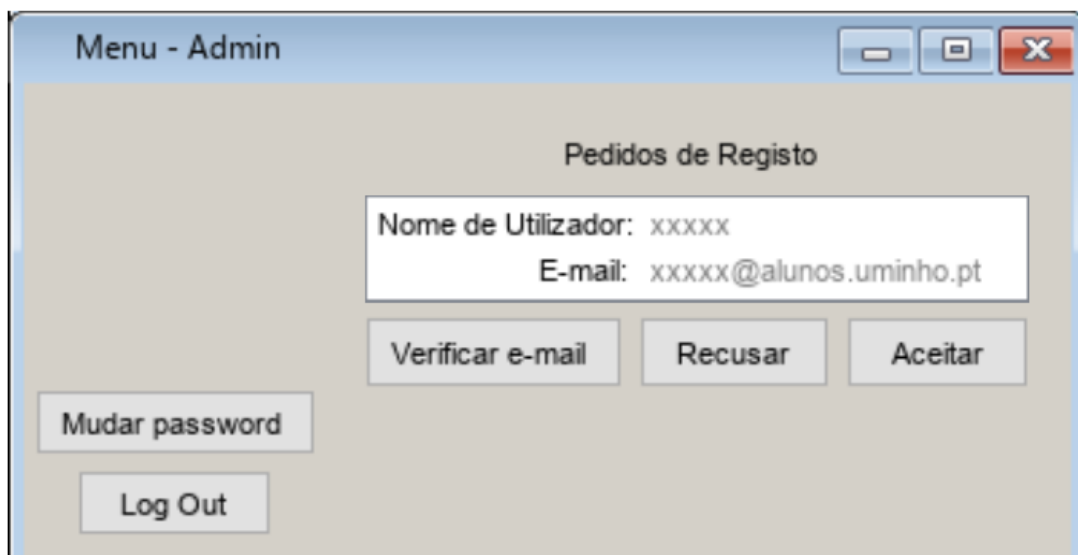 Menu - Admin
Pedidos de Registo
Nome de Utilizador: xxxxx
E-mail: xxxxx@alunos.uminho.pt
Verificar e-mail Recusar Aceitar
Mudar password
Log Out